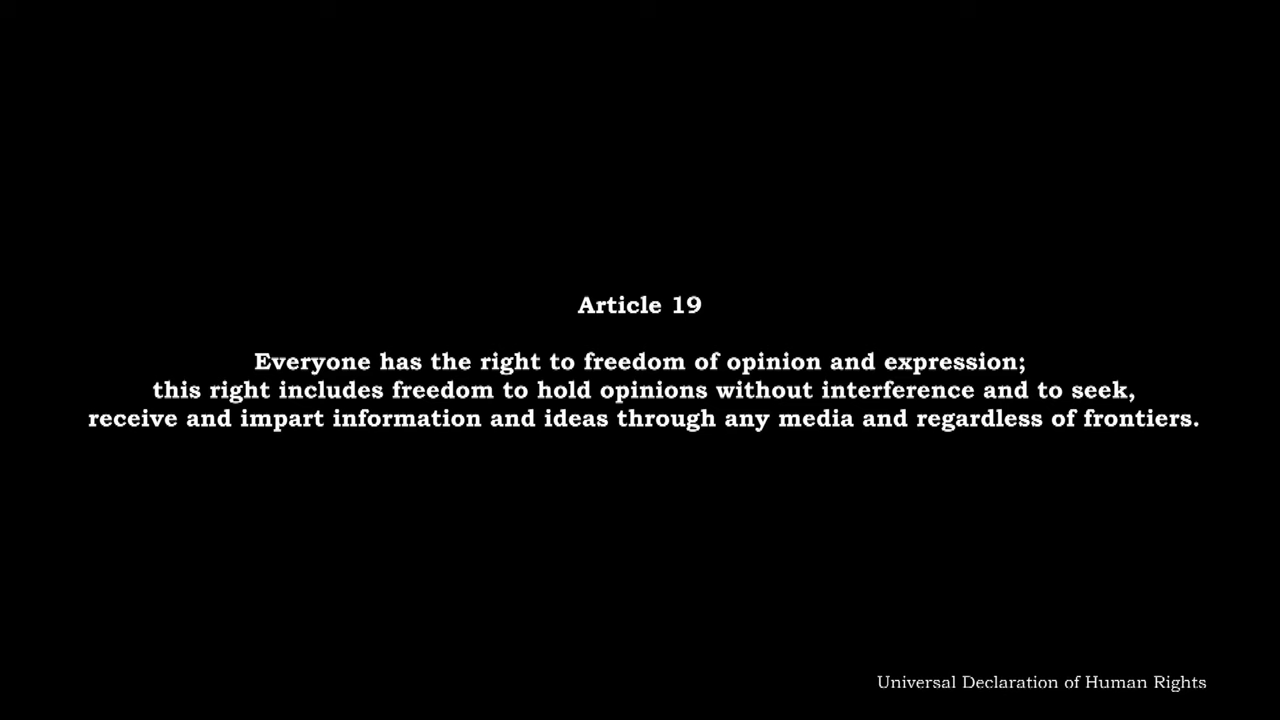 Article 19
Everyone has the right to freedom of opinion and expression;
this right includes freedom to hold opinions without interference and to seek,
receive and impart information and ideas through any media and regardless of frontiers.
Universal Declaration of Human Rights